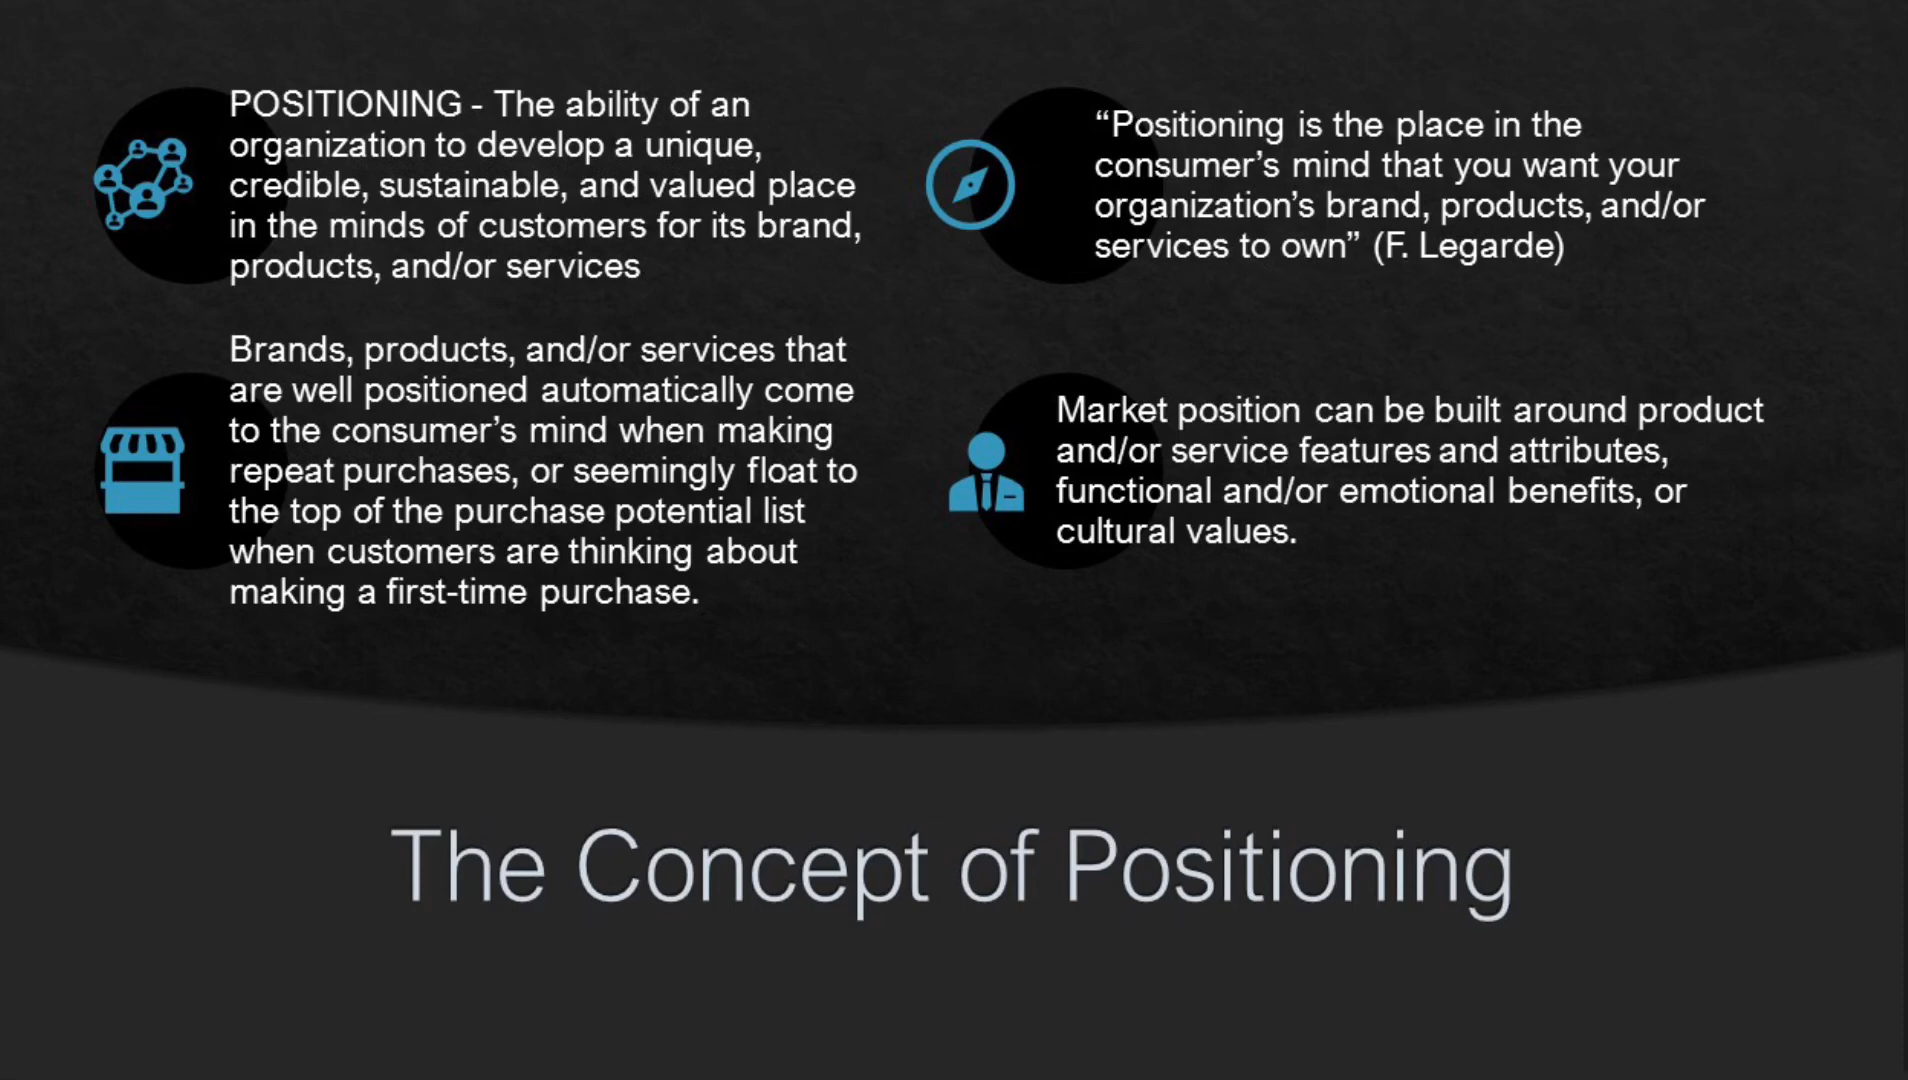 POSITIONING - The ability of an
organization to develop a unique,
credible, sustainable, and valued place
in the minds of customers for its brand,
products, and/or services
“Positioning is the place in the
consumer’s mind that you want your
organization’s brand, products, and/or
services to own” (F. Legarde)
Brands, products, and/or services that
are well positioned automatically come
to the consumer’s mind when making
repeat purchases, or seemingly float to
the top of the purchase potential list
when customers are thinking about
making a first-time purchase.
Market position can be built around product
and/or service features and attributes,
functional and/or emotional benefits, or
cultural values.
The Concept of Positioning